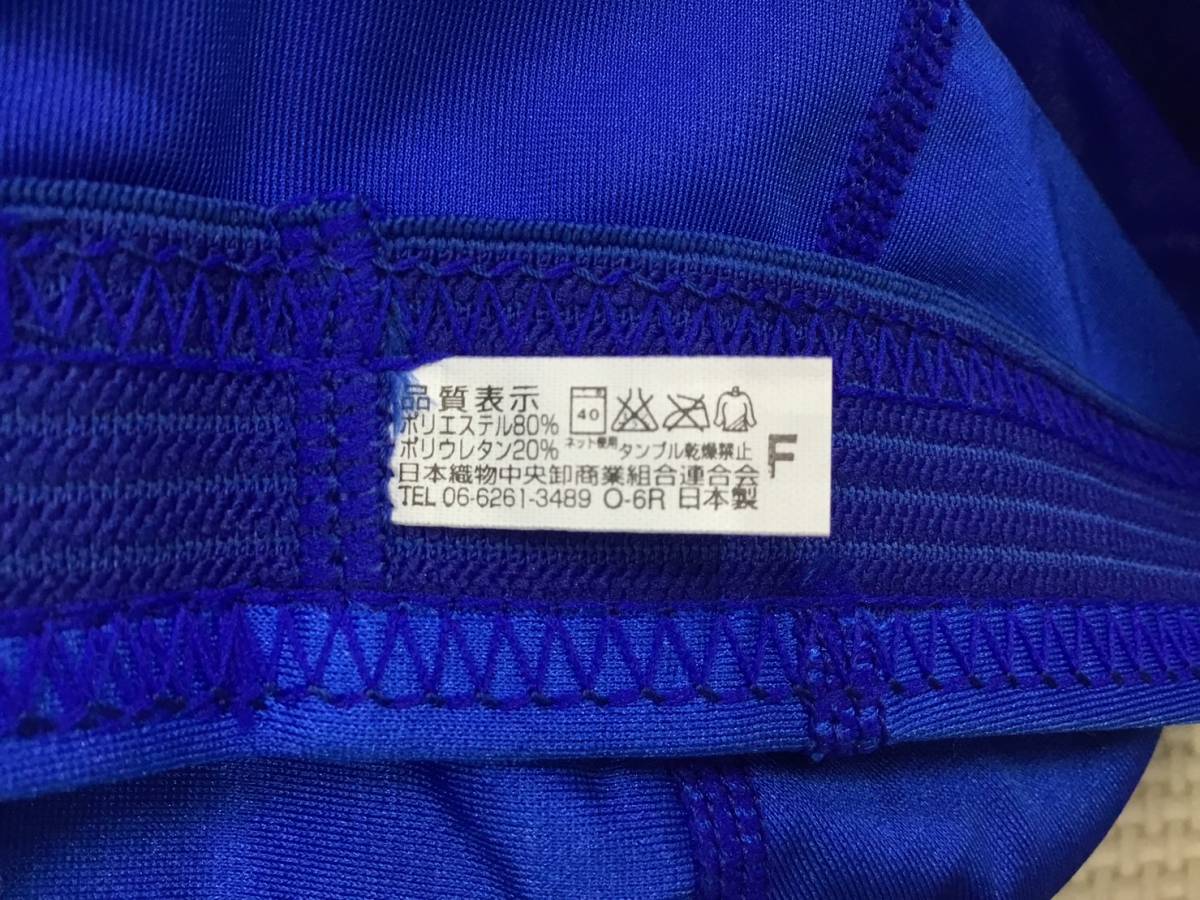 品質表示 40
ポリエステル80%
ポリウレタン20% ネット使用 タンブル乾燥禁止 F
日本織物中央卸商業組合連合会
TEL 06-6261-3489 O-6R 日本製